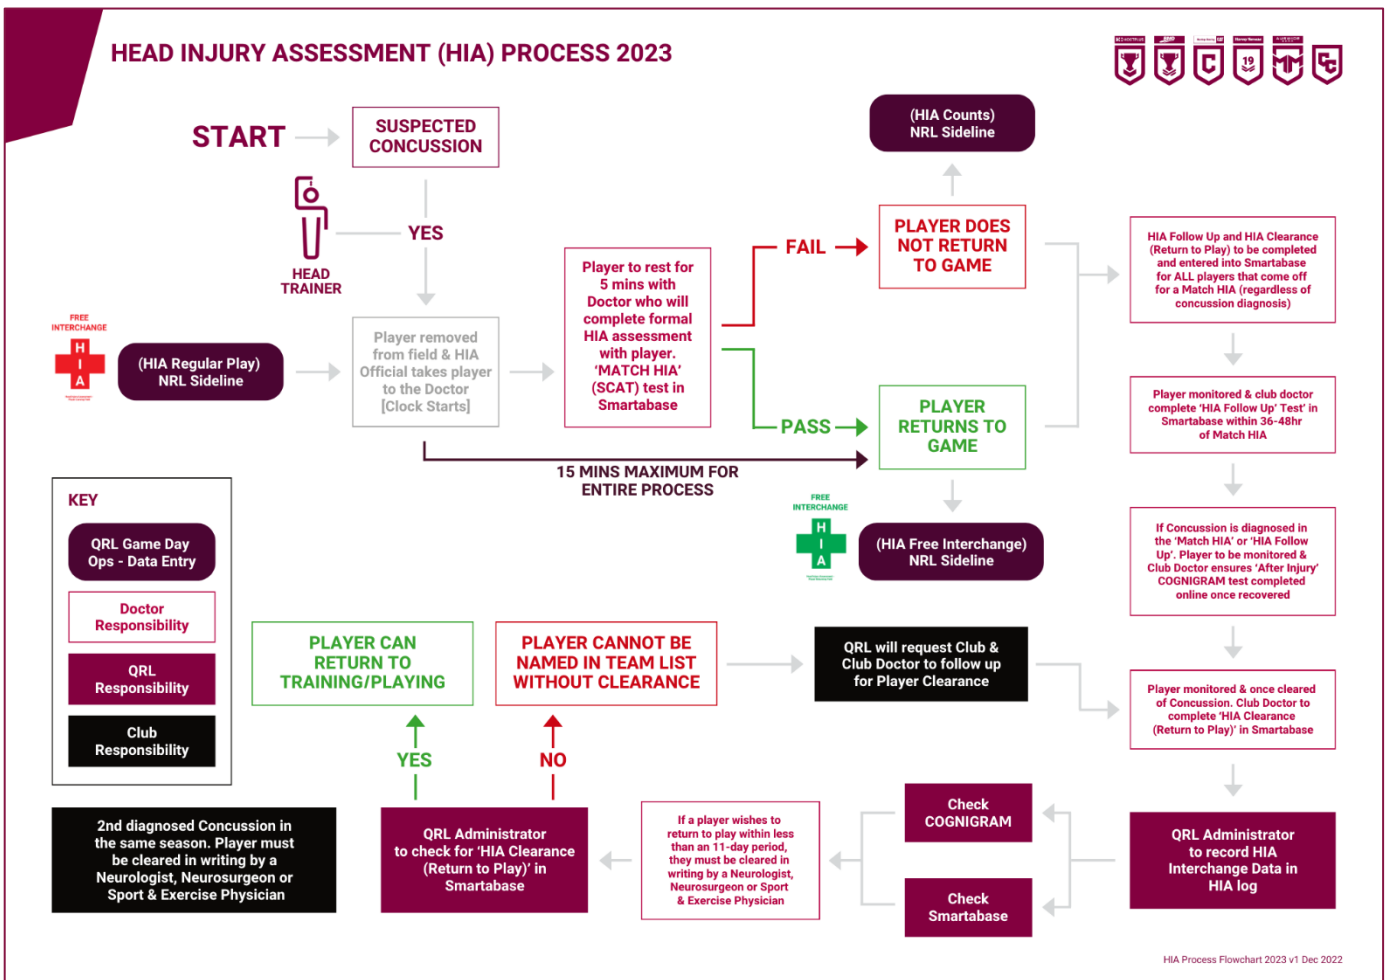 HEAD INJURY ASSESSMENT (HIA) PROCESS 2023
19
START
SUSPECTED
CONCUSSION
YES
HEAD
TRAINER
FREE
INTERCHANGE
H
I
A
(HIA Regular Play)
NRL Sideline
Player removed
from field & HIA
Official takes player
to the Doctor
[Clock Starts]
Player to rest for
5 mins with
Doctor who will
complete formal
HIA assessment
with player.
‘MATCH HIA’
(SCAT) test in
Smartabase
FAIL
PASS
15 MINS MAXIMUM FOR
ENTIRE PROCESS
(HIA Counts)
NRL Sideline
PLAYER DOES
NOT RETURN
TO GAME
PLAYER
RETURNS TO
GAME
FREE
INTERCHANGE
H
I
A
(HIA Free Interchange)
NRL Sideline
HIA Follow Up and HIA Clearance
(Return to Play) to be completed
and entered into Smartabase
for ALL players that come off
for a Match HIA (regardless of
concussion diagnosis)
Player monitored & club doctor
complete ‘HIA Follow Up’ Test’ in
Smartabase within 36-48hr
of Match HIA
If Concussion is diagnosed in
the ‘Match HIA’ or ‘HIA Follow
Up’. Player to be monitored &
Club Doctor ensures ‘After Injury’
COGNIGRAM test completed
online once recovered
Player monitored & once cleared
of Concussion. Club Doctor to
complete ‘HIA Clearance
(Return to Play)’ in Smartabase
QRL Administrator
to record HIA
Interchange Data in
HIA log
Check
COGNIGRAM
Check
Smartabase
If a player wishes to
return to play within less
than an 11-day period,
they must be cleared in
writing by a Neurologist,
Neurosurgeon or Sport
& Exercise Physician
QRL Administrator
to check for ‘HIA Clearance
(Return to Play)’ in
Smartabase
YES
NO
PLAYER CAN
RETURN TO
TRAINING/PLAYING
PLAYER CANNOT BE
NAMED IN TEAM LIST
WITHOUT CLEARANCE
QRL will request Club &
Club Doctor to follow up
for Player Clearance
KEY
QRL Game Day
Ops - Data Entry
Doctor
Responsibility
QRL
Responsibility
Club
Responsibility
2nd diagnosed Concussion in
the same season. Player must
be cleared in writing by a
Neurologist, Neurosurgeon or
Sport & Exercise Physician
HIA Process Flowchart 2023 v1 Dec 2022